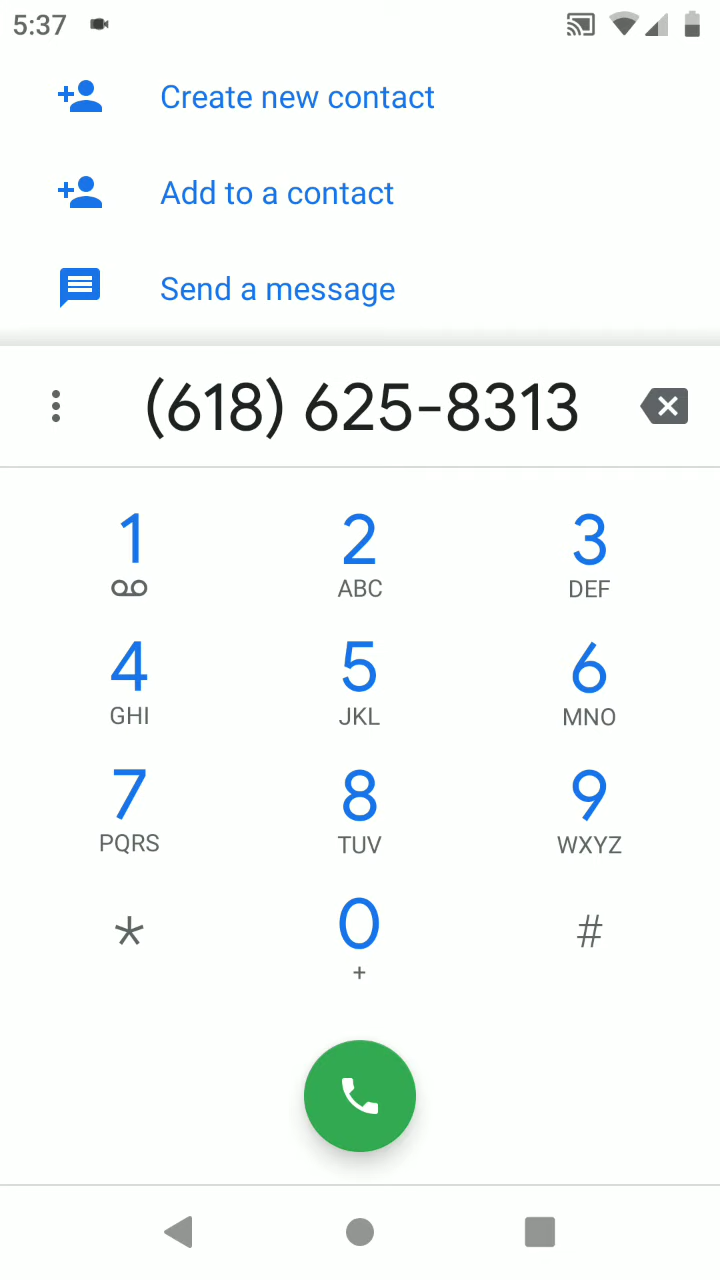 5:37
Create new contact
Add to a contact
Send a message
(618) 625-8313
1 2 3
ABC DEF
4 5 6
GHI JKL MNO
7 8 9
PQRS TUV WXYZ
* 0 #
+